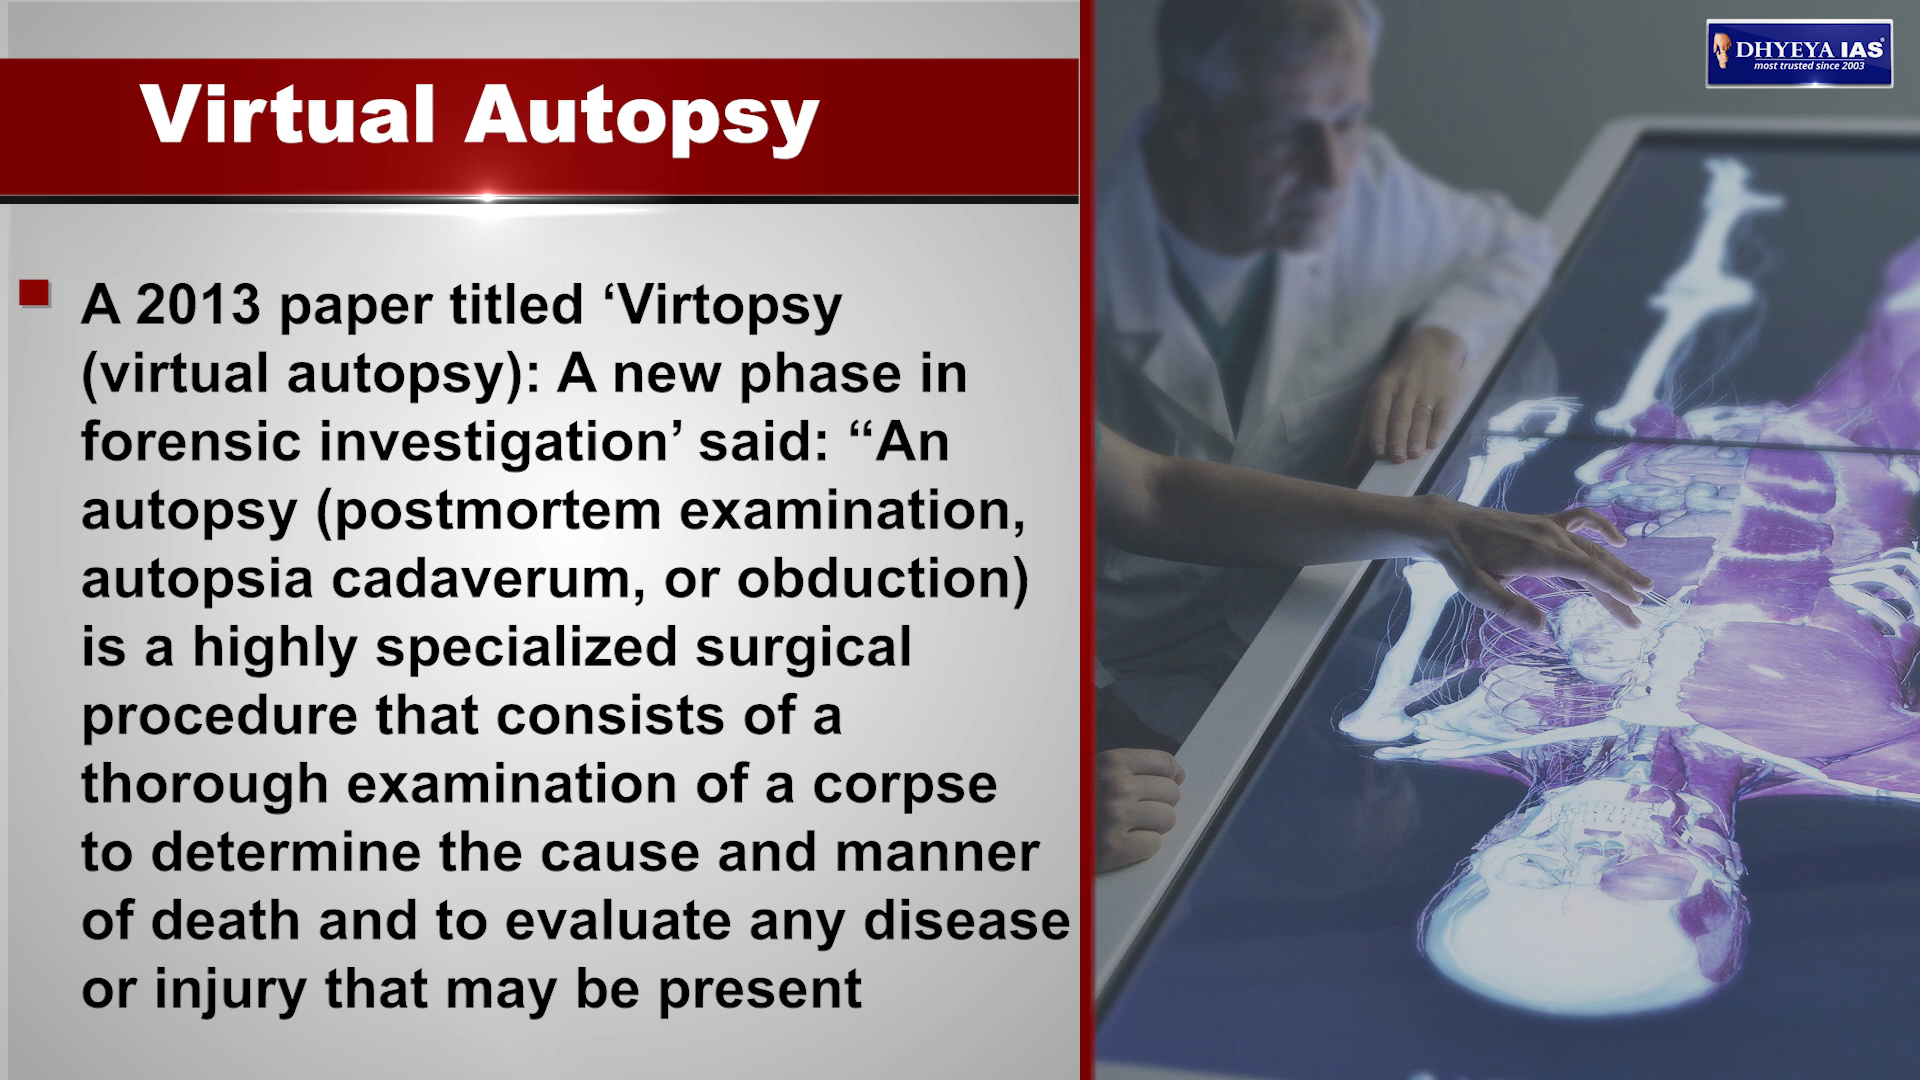 Virtual Autopsy
DHYEYA IAS®
most trusted since 2003
A 2013 paper titled ‘Virtopsy
(virtual autopsy): A new phase in
forensic investigation’ said: “An
autopsy (postmortem examination,
autopsia cadaverum, or obduction)
is a highly specialized surgical
procedure that consists of a
thorough examination of a corpse
to determine the cause and manner
of death and to evaluate any disease
or injury that may be present